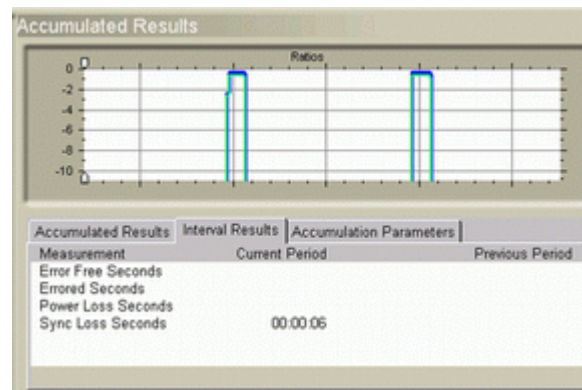 Accumulated Results
Ratios
0
-2
-4
-6
-8
-10
Accumulated Results Interval Results Accumulation Parameters
Measurement Current Period Previous Period
Error Free Seconds
Errored Seconds
Power Loss Seconds
Sync Loss Seconds 00:00:06